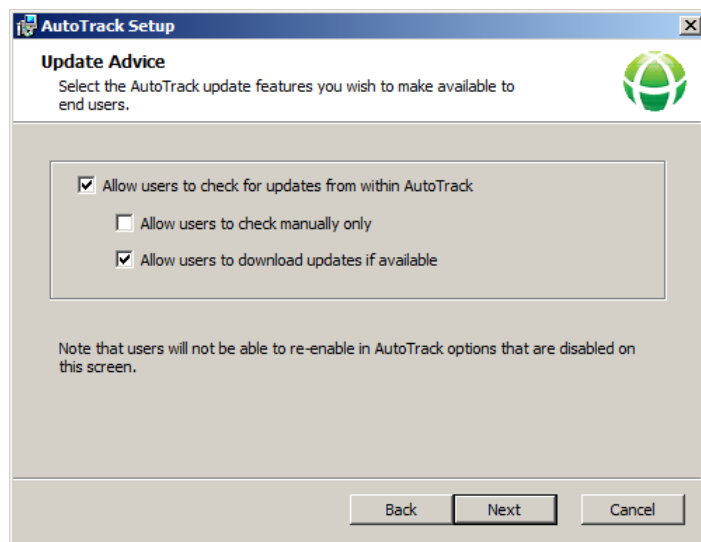 AutoTrack Setup
Update Advice
Select the AutoTrack update features you wish to make available to
end users.
Allow users to check for updates from within AutoTrack
Allow users to check manually only
Allow users to download updates if available
Note that users will not be able to re-enable in AutoTrack options that are disabled on
this screen.
Back Next Cancel